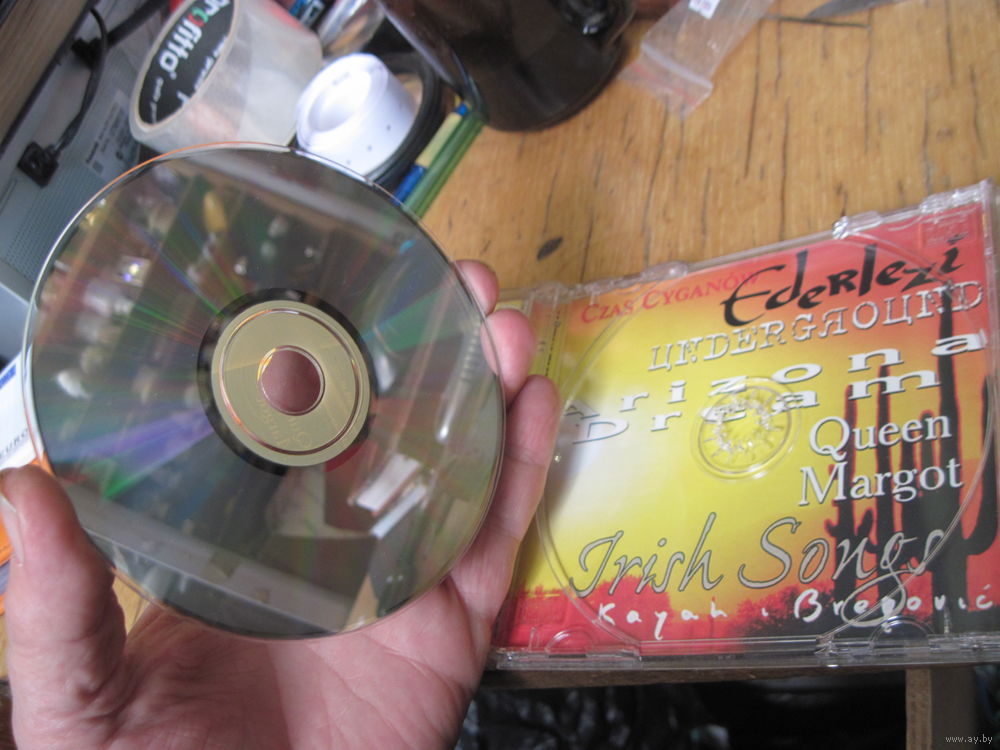 CZAS CYGANÓW
Ederlezi
UNDERGROUND
Arizona
Dream
Queen
Margot
Irish Songs
Kayah i Bregović
www.ay.by